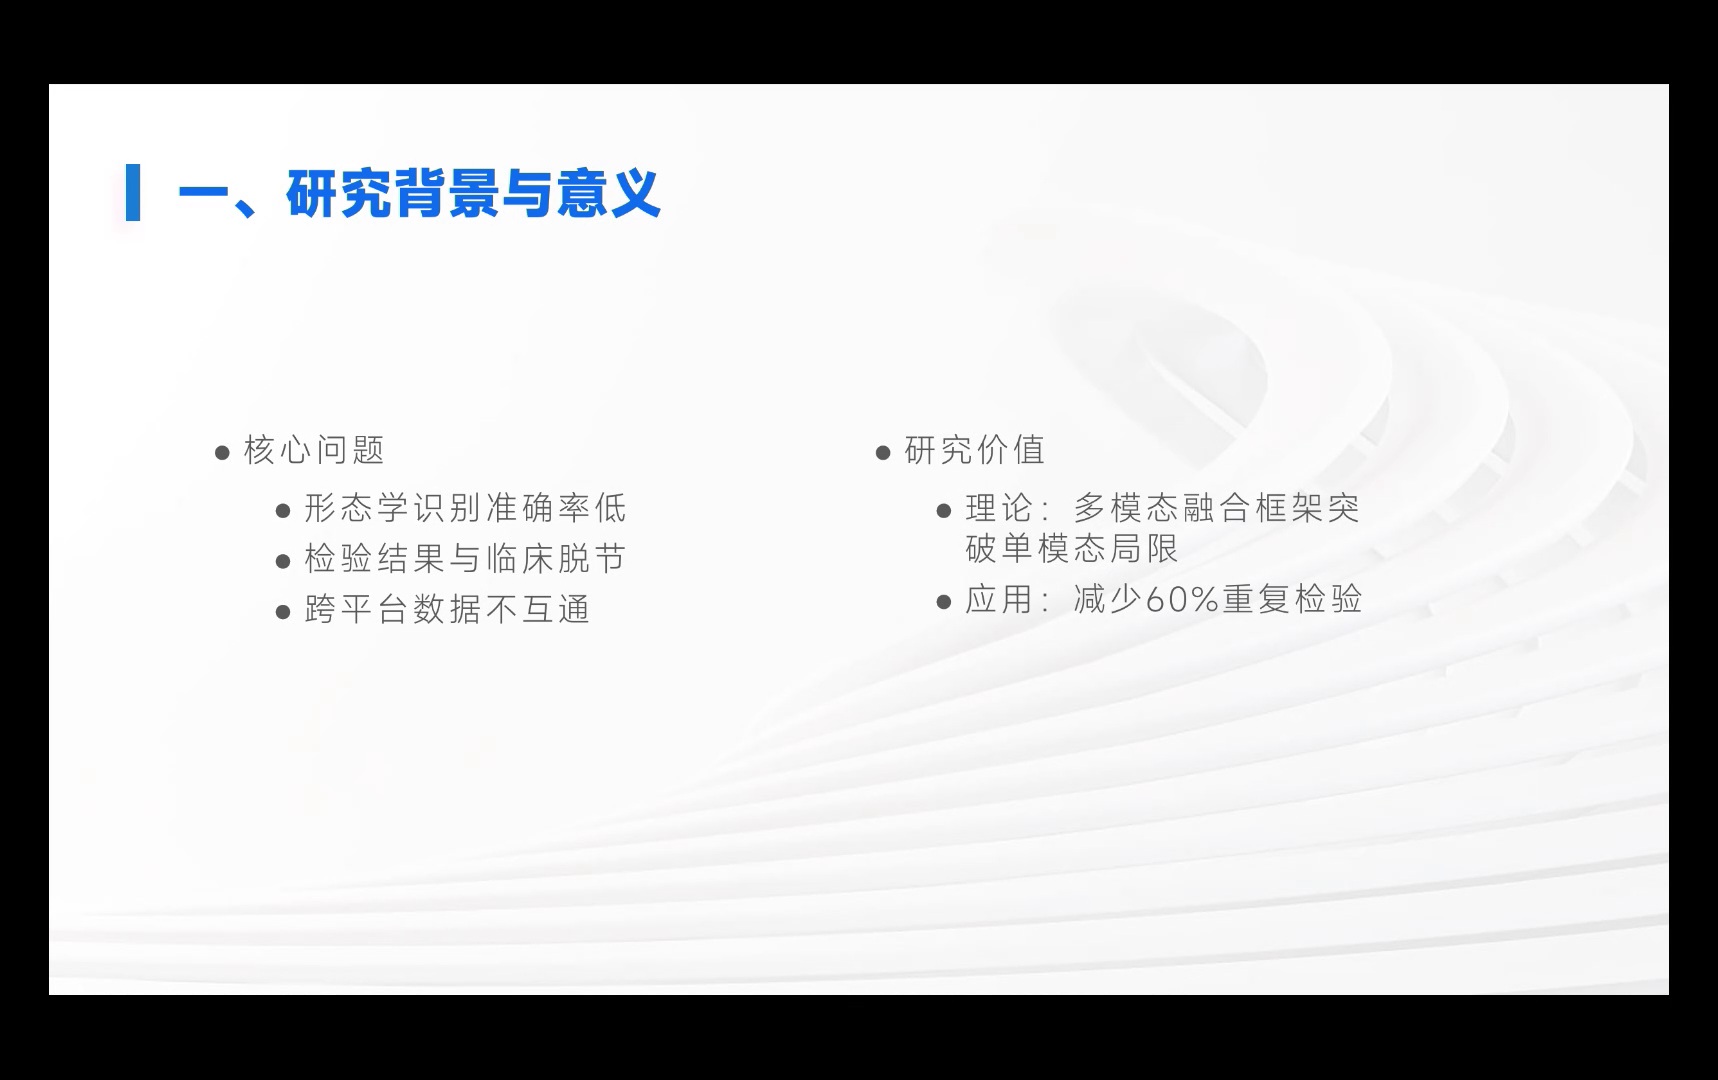 一、研究背景与意义
核心问题
形态学识别准确率低
检验结果与临床脱节
跨平台数据不互通
研究价值
理论：多模态融合框架突
破单模态局限
应用：减少60%重复检验